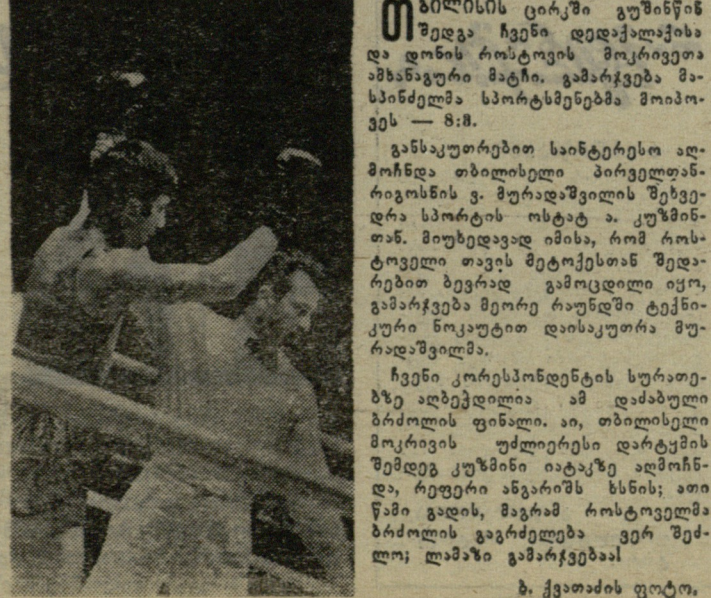 თბილისის ცირკში გუშინწინ
შედგა ჩვენი დედაქალაქისა
და დონის როსტოვის მოკრივეთა
ამხანაგური მატჩი. გამარჯვება მა-
სპინძელმა სპორტსმენებმა მოიპო-
ვეს — 8:3.
განსაკუთრებით საინტერესო აღ-
მოჩნდა თბილისელი პირველთან-
რიგოსნის ვ. მურადაშვილის შეხვე-
დრა სპორტის ოსტატ ა. კუზმინ-
თან. მიუხედავად იმისა, რომ როს-
ტოველი თავის მეტოქესთან შედა-
რებით ბევრად გამოცდილი იყო,
გამარჯვება მეორე რაუნდში ტექნი-
კური ნოკაუტით დაისაკუთრა მუ-
რადაშვილმა.
ჩვენი კორესპონდენტის სურათე-
ბზე აღბეჭდილია ამ დაძაბული
ბრძოლის ფინალი. აი, თბილისელი
მოკრივის უძლიერესი დარტყმის
შემდეგ კუზმინი იატაკზე აღმოჩნ-
და, რეფერი ანგარიშს ხსნის; ათი
წამი გადის, მაგრამ როსტოველმა
ბრძოლის გაგრძელება ვერ შეძ-
ლო; ლამაზი გამარჯვებაა!
ბ. ქვათაძის ფოტო.